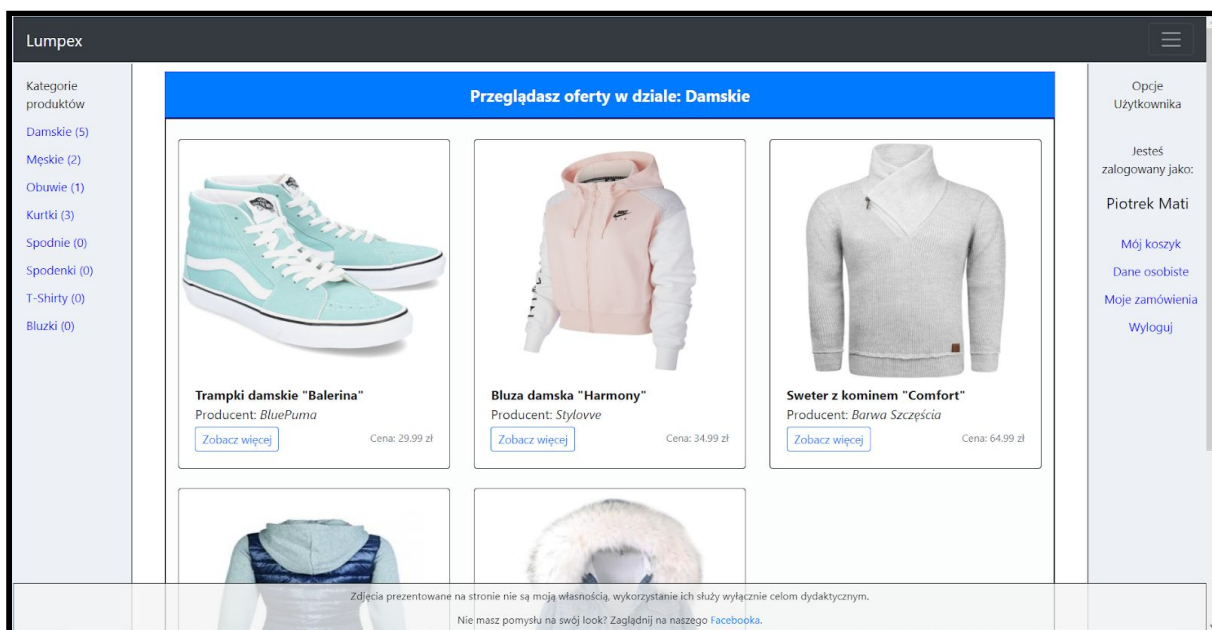 Lumpex
Kategorie
produktów
Damskie (5)
Męskie (2)
Obuwie (1)
Kurtki (3)
Spodnie (0)
Spodenki (0)
T-Shirty (0)
Bluzki (0)
Przeglądasz oferty w dziale: Damskie
Trampki damskie "Balerina"
Producent: BluePuma
Zobacz więcej
Cena: 29.99 zł
Bluza damska "Harmony"
Producent: Stylovve
Zobacz więcej
Cena: 34.99 zł
Sweter z kominem "Comfort"
Producent: Barwa Szczęścia
Zobacz więcej
Cena: 64.99 zł
Opcje
Użytkownika
Jesteś
zalogowany jako:
Piotrek Mati
Mój koszyk
Dane osobiste
Moje zamówienia
Wyloguj
Zdjęcia prezentowane na stronie nie są moją własnością, wykorzystanie ich służy wyłącznie celom dydaktycznym.
Nie masz pomysłu na swój look? Zaglądnij na naszego Facebooka.